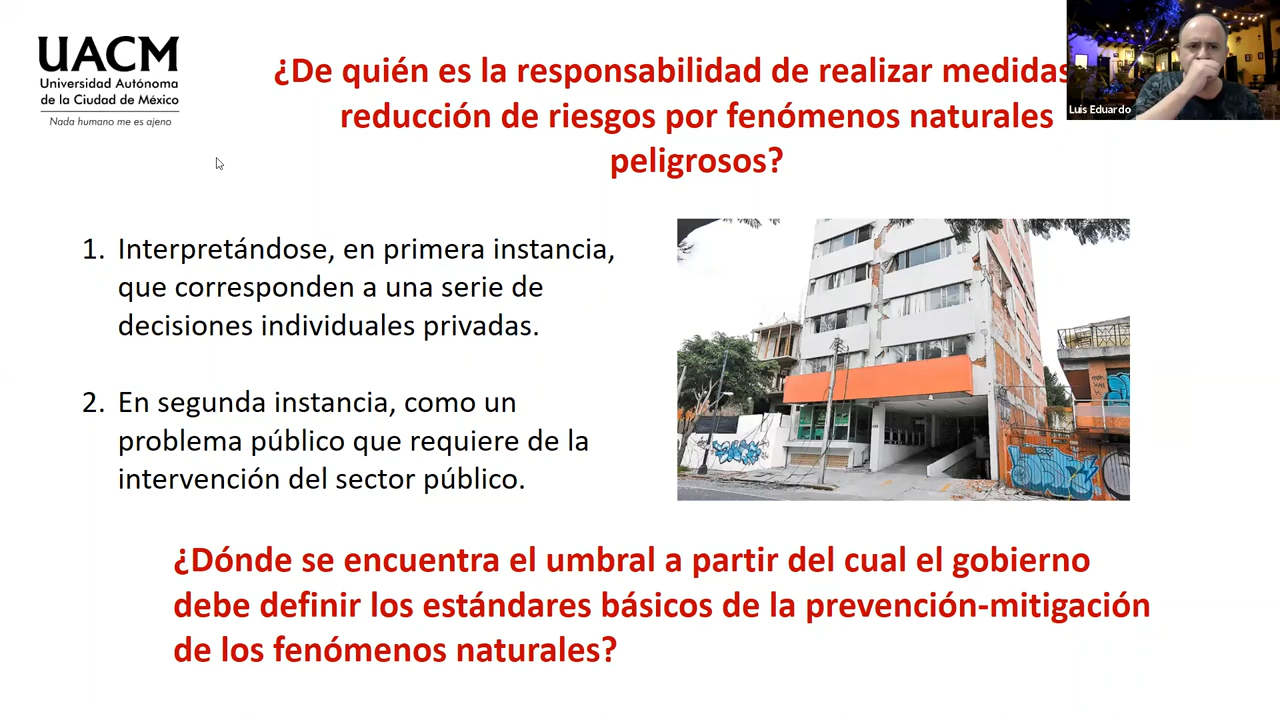 UACM
Universidad Autónoma
de la Ciudad de México
Nada humano me es ajeno
¿De quién es la responsabilidad de realizar medidas
reducción de riesgos por fenómenos naturales
peligrosos?
Luis Eduardo
1. Interpretándose, en primera instancia,
que corresponden a una serie de
decisiones individuales privadas.
2. En segunda instancia, como un
problema público que requiere de la
intervención del sector público.
¿Dónde se encuentra el umbral a partir del cual el gobierno
debe definir los estándares básicos de la prevención-mitigación
de los fenómenos naturales?